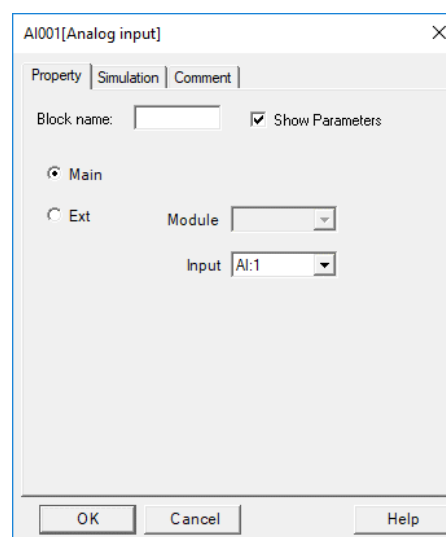 AI001[Analog input]
Property Simulation Comment
Block name: Show Parameters
Main
Ext Module
Input AI:1
OK Cancel Help